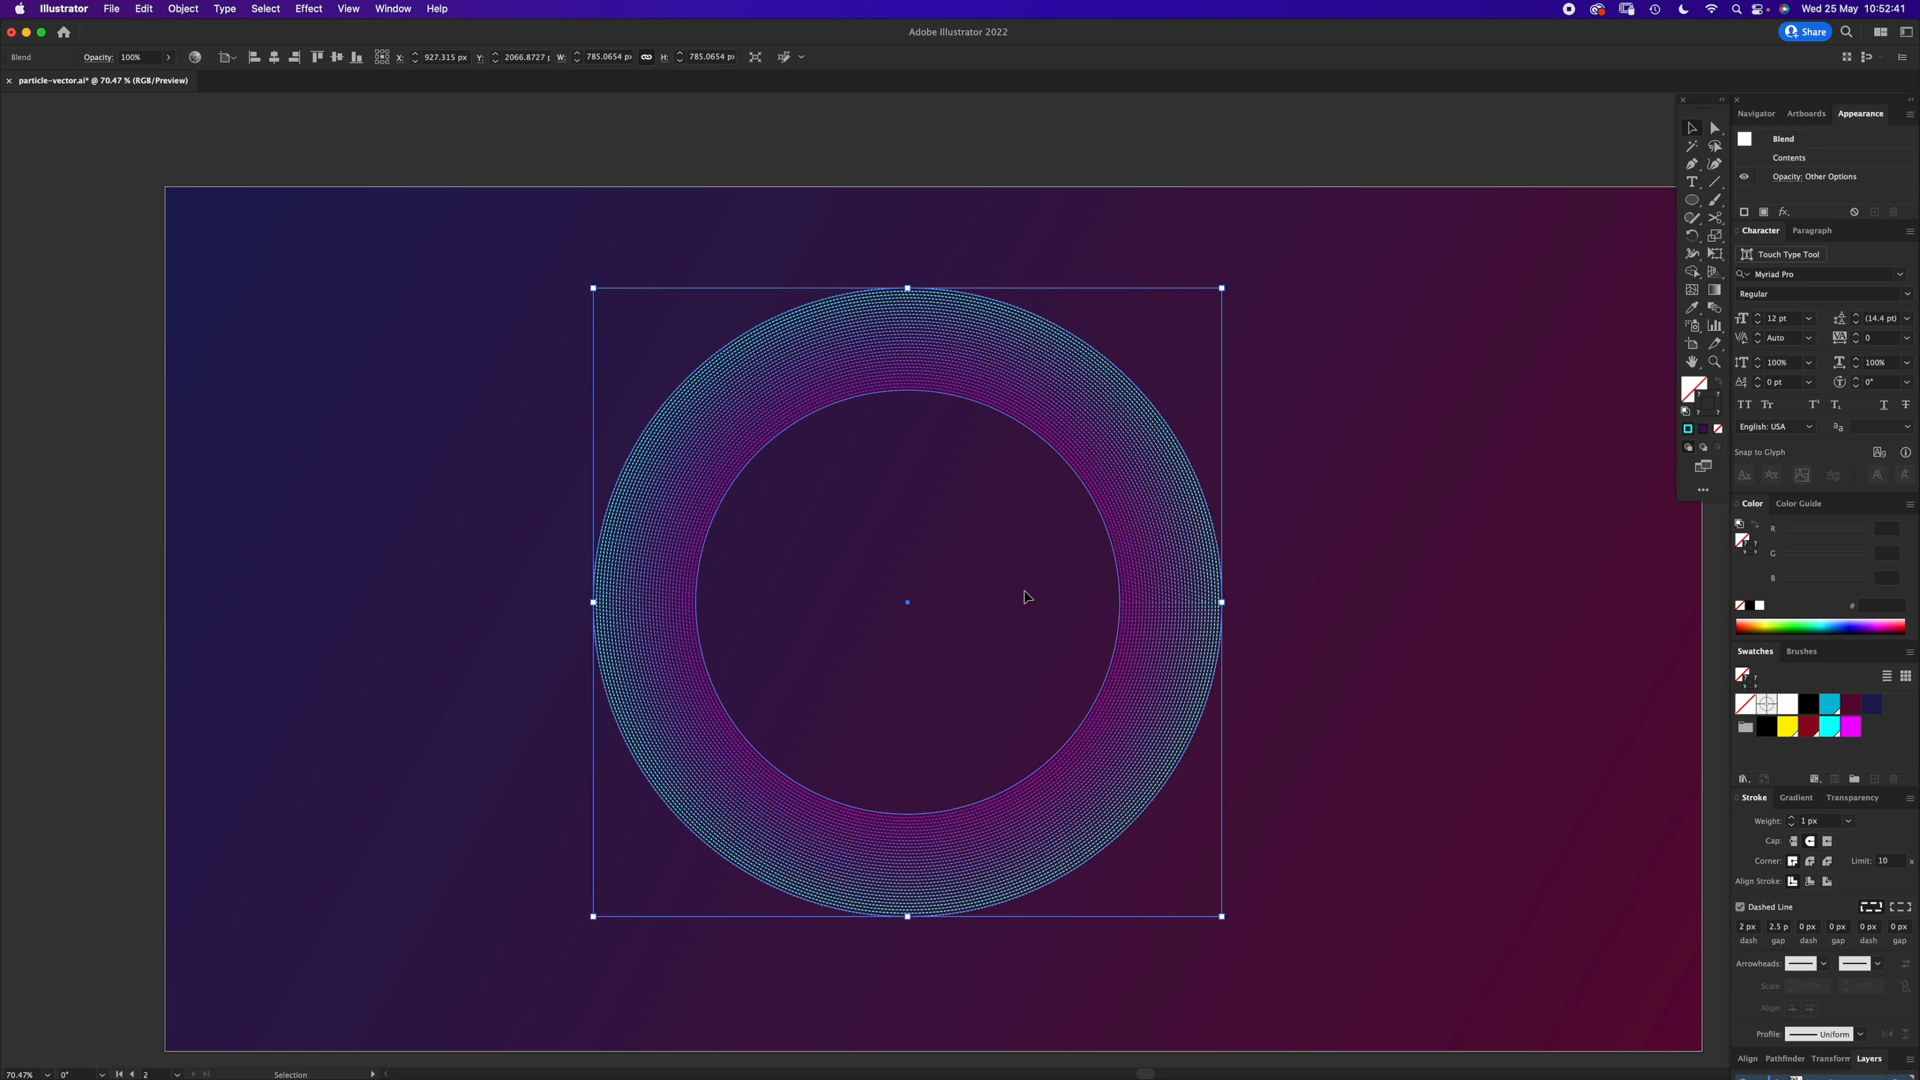 Illustrator File Edit Object Type Select Effect View Window Help Wed 25 May 10:52:41
Adobe Illustrator 2022 Share
Blend Opacity: 100% X: 927.315 px Y: 2066.8727 W: 785.0654 px H: 785.0654 px
× particle-vector.ai* @ 70.47 % (RGB/Preview)
Navigator Artboards Appearance
Blend
Contents
Opacity: Other Options
fx
Character Paragraph
Touch Type Tool
Myriad Pro
Regular
12 pt (14.4 pt)
Auto 0
100% 100%
0 pt 0°
English: USA
Snap to Glyph
Color Color Guide
R
G
B
#
Swatches Brushes
Stroke Gradient Transparency
Weight: 1 px
Cap:
Corner: Limit: 10 x
Align Stroke:
Dashed Line
2 px 2.5 p 0 px 0 px 0 px 0 px
dash gap dash gap dash gap
Arrowheads:
Scale:
Align:
Profile: Uniform
Align Pathfinder Transform Layers
70.47% 0° 2 Selection